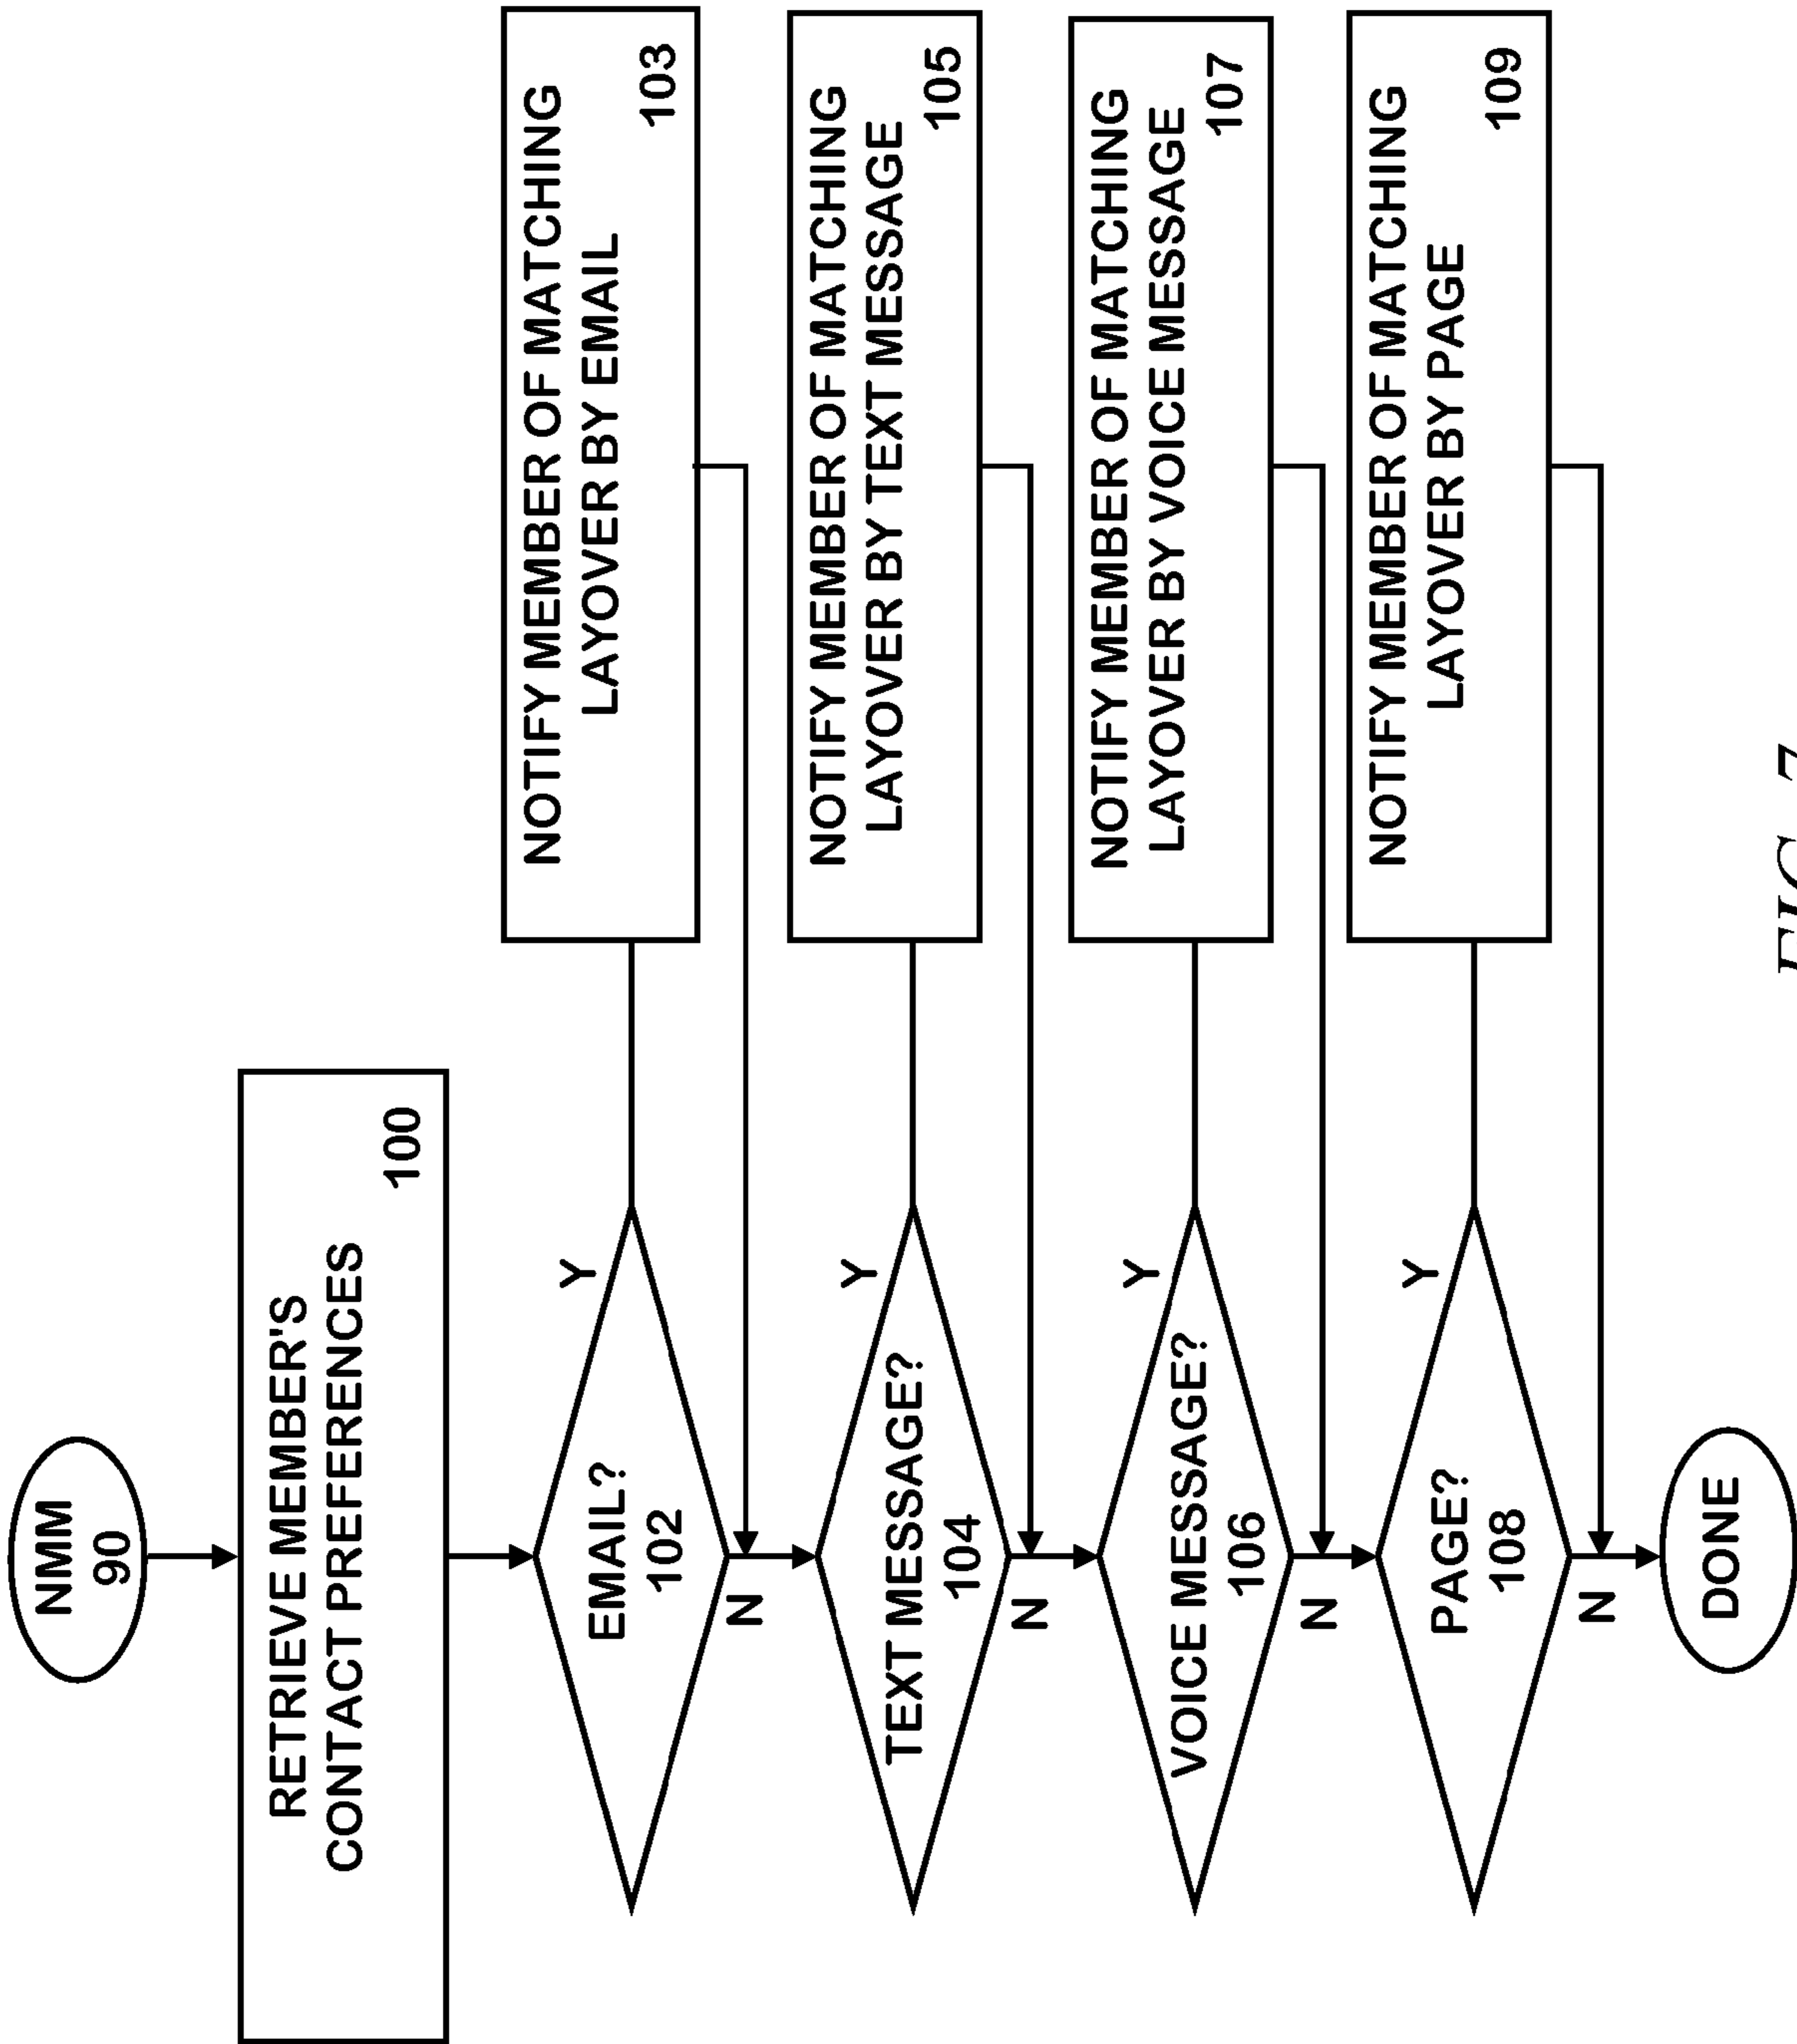 NMM
90
RETRIEVE MEMBER'S
CONTACT PREFERENCES
100
EMAIL?
102
Y
N
NOTIFY MEMBER OF MATCHING
LAYOVER BY EMAIL
103
TEXT MESSAGE?
104
Y
N
NOTIFY MEMBER OF MATCHING
LAYOVER BY TEXT MESSAGE
105
VOICE MESSAGE?
106
Y
N
NOTIFY MEMBER OF MATCHING
LAYOVER BY VOICE MESSAGE
107
PAGE?
108
Y
N
NOTIFY MEMBER OF MATCHING
LAYOVER BY PAGE
109
DONE